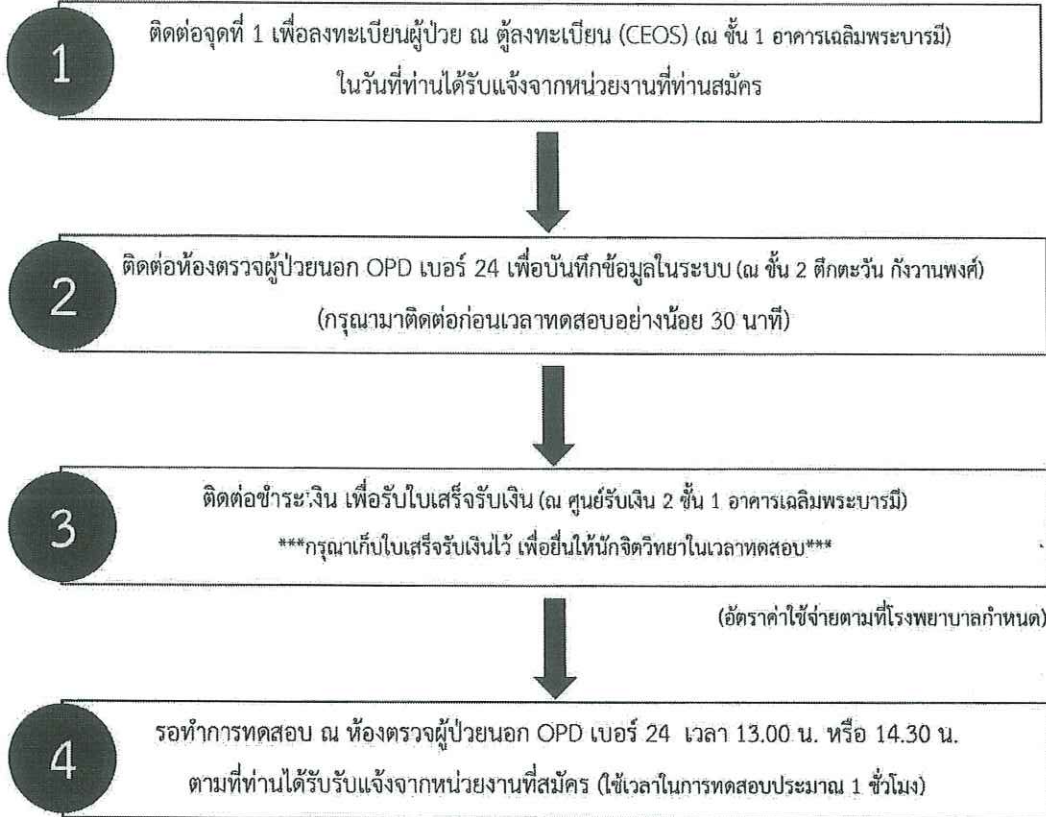 1
ติดต่อจุดที่ 1 เพื่อลงทะเบียนผู้ป่วย ณ ตู้ลงทะเบียน (CEOS) (ณ ชั้น 1 อาคารเฉลิมพระบารมี)
ในวันที่ท่านได้รับแจ้งจากหน่วยงานที่ท่านสมัคร
2
ติดต่อห้องตรวจผู้ป่วยนอก OPD เบอร์ 24 เพื่อบันทึกข้อมูลในระบบ (ณ ชั้น 2 ตึกตะวัน กังวานพงศ์)
(กรุณามาติดต่อก่อนเวลาทดสอบอย่างน้อย 30 นาที)
3
ติดต่อชำระเงิน เพื่อรับใบเสร็จรับเงิน (ณ ศูนย์รับเงิน 2 ชั้น 1 อาคารเฉลิมพระบารมี)
***กรุณาเก็บใบเสร็จรับเงินไว้ เพื่อยื่นให้นักจิตวิทยาในเวลาทดสอบ***
(อัตราค่าใช้จ่ายตามที่โรงพยาบาลกำหนด)
4
รอทำการทดสอบ ณ ห้องตรวจผู้ป่วยนอก OPD เบอร์ 24 เวลา 13.00 น. หรือ 14.30 น.
ตามที่ท่านได้รับรับแจ้งจากหน่วยงานที่สมัคร (ใช้เวลาในการทดสอบประมาณ 1 ชั่วโมง)